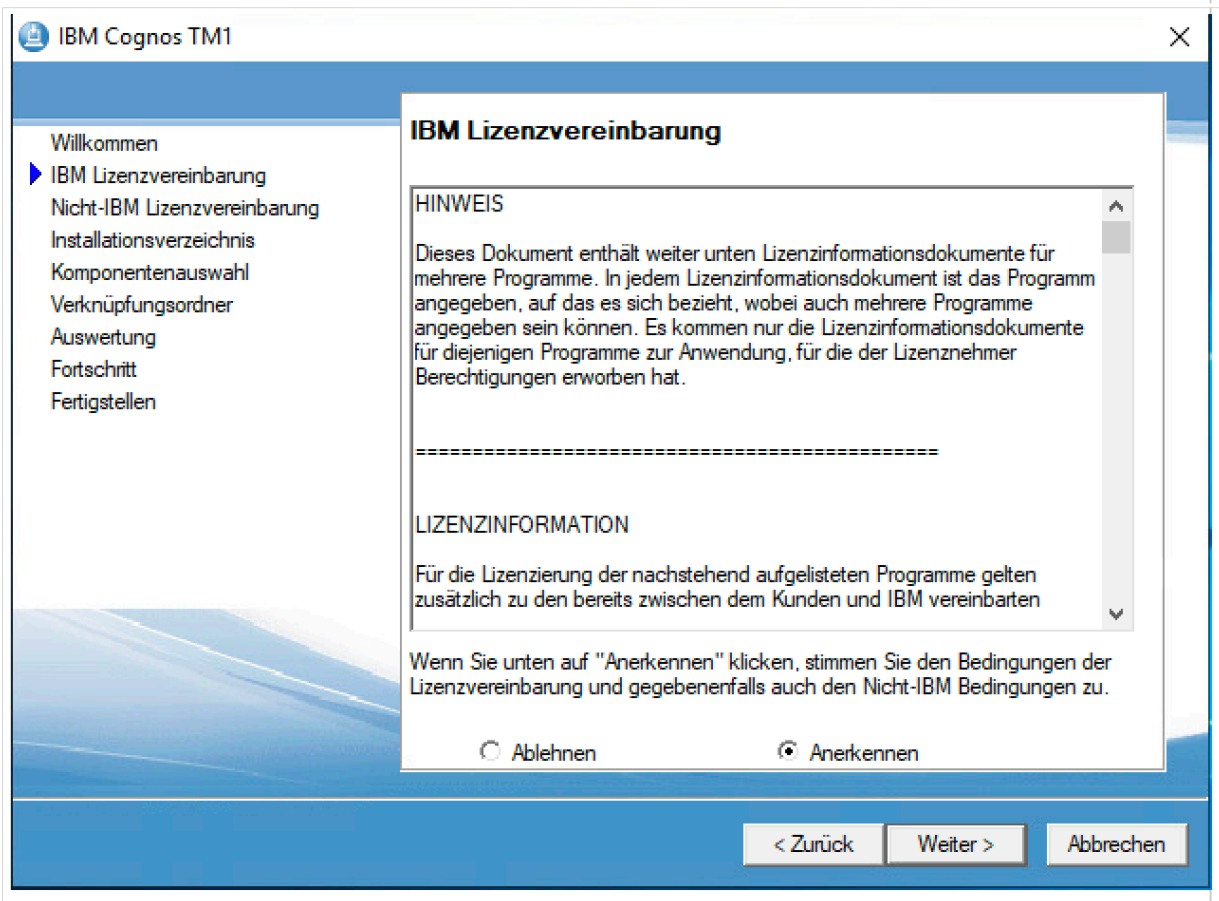 IBM Cognos TM1
Willkommen
IBM Lizenzvereinbarung
Nicht-IBM Lizenzvereinbarung
Installationsverzeichnis
Komponentenauswahl
Verknüpfungsordner
Auswertung
Fortschritt
Fertigstellen
IBM Lizenzvereinbarung
HINWEIS
Dieses Dokument enthält weiter unten Lizenzinformationsdokumente für
mehrere Programme. In jedem Lizenzinformationsdokument ist das Programm
angegeben, auf das es sich bezieht, wobei auch mehrere Programme
angegeben sein können. Es kommen nur die Lizenzinformationsdokumente
für diejenigen Programme zur Anwendung, für die der Lizenznehmer
Berechtigungen erworben hat.
==============================================
LIZENZINFORMATION
Für die Lizenzierung der nachstehend aufgelisteten Programme gelten
zusätzlich zu den bereits zwischen dem Kunden und IBM vereinbarten
Wenn Sie unten auf "Anerkennen" klicken, stimmen Sie den Bedingungen der
Lizenzvereinbarung und gegebenenfalls auch den Nicht-IBM Bedingungen zu.
Ablehnen
Anerkennen
< Zurück
Weiter >
Abbrechen